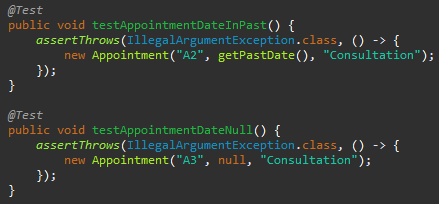 @Test
public void testAppointmentDateInPast() {
    assertThrows(IllegalArgumentException.class, () -> {
        new Appointment("A2", getPastDate(), "Consultation");
    });
}
@Test
public void testAppointmentDateNull() {
    assertThrows(IllegalArgumentException.class, () -> {
        new Appointment("A3", null, "Consultation");
    });
}